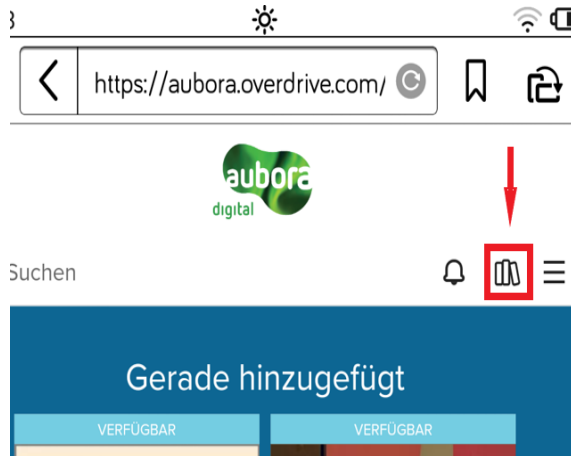 https://aubora.overdrive.com/
aubora
digital
Suchen
Gerade hinzugefügt
VERFÜGBAR VERFÜGBAR